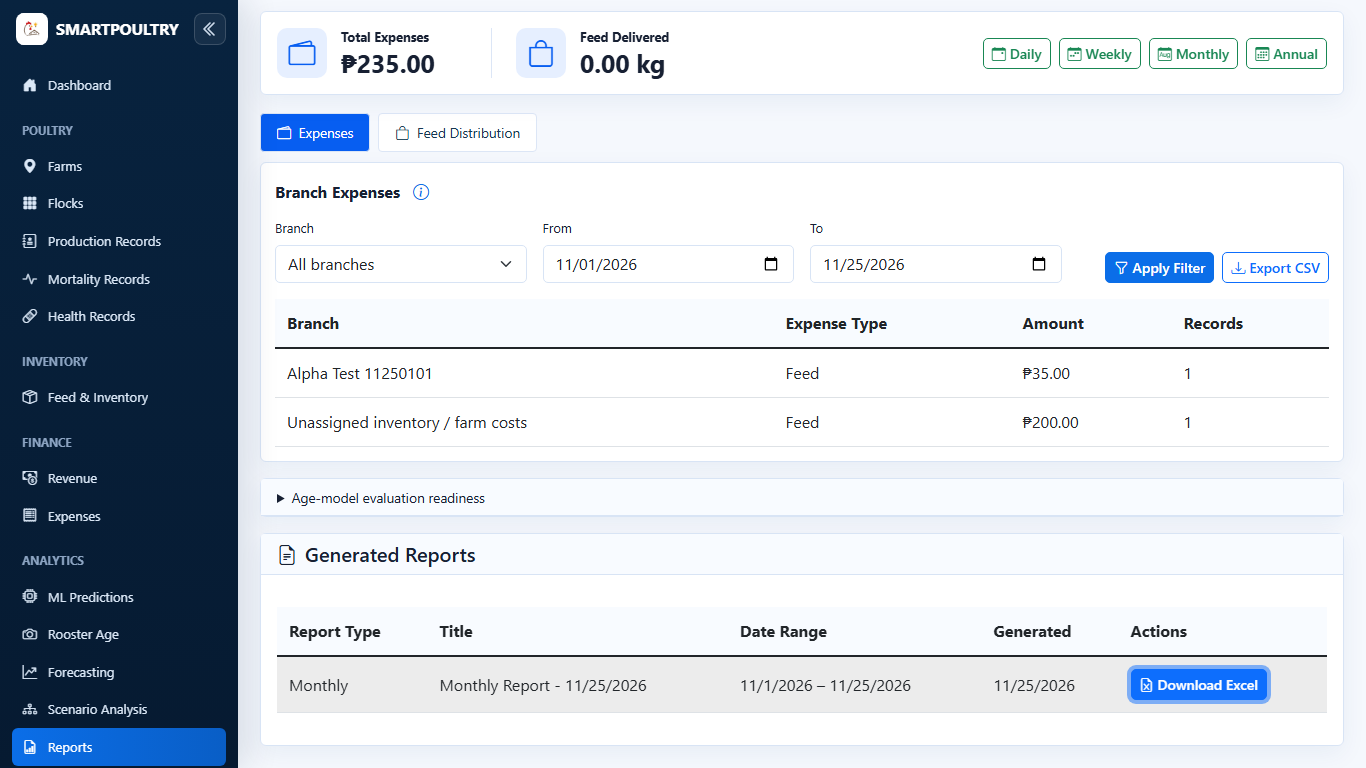 SMARTPOULTRY
Dashboard
POULTRY
Farms
Flocks
Production Records
Mortality Records
Health Records
INVENTORY
Feed & Inventory
FINANCE
Revenue
Expenses
ANALYTICS
ML Predictions
Rooster Age
Forecasting
Scenario Analysis
Reports
Total Expenses
₱235.00
Feed Delivered
0.00 kg
Daily
Weekly
Monthly
Annual
Expenses
Feed Distribution
Branch Expenses
Branch From To
All branches 11/01/2026 11/25/2026 Apply Filter Export CSV
Branch Expense Type Amount Records
Alpha Test 11250101 Feed ₱35.00 1
Unassigned inventory / farm costs Feed ₱200.00 1
Age-model evaluation readiness
Generated Reports
Report Type Title Date Range Generated Actions
Monthly Monthly Report - 11/25/2026 11/1/2026 – 11/25/2026 11/25/2026 Download Excel